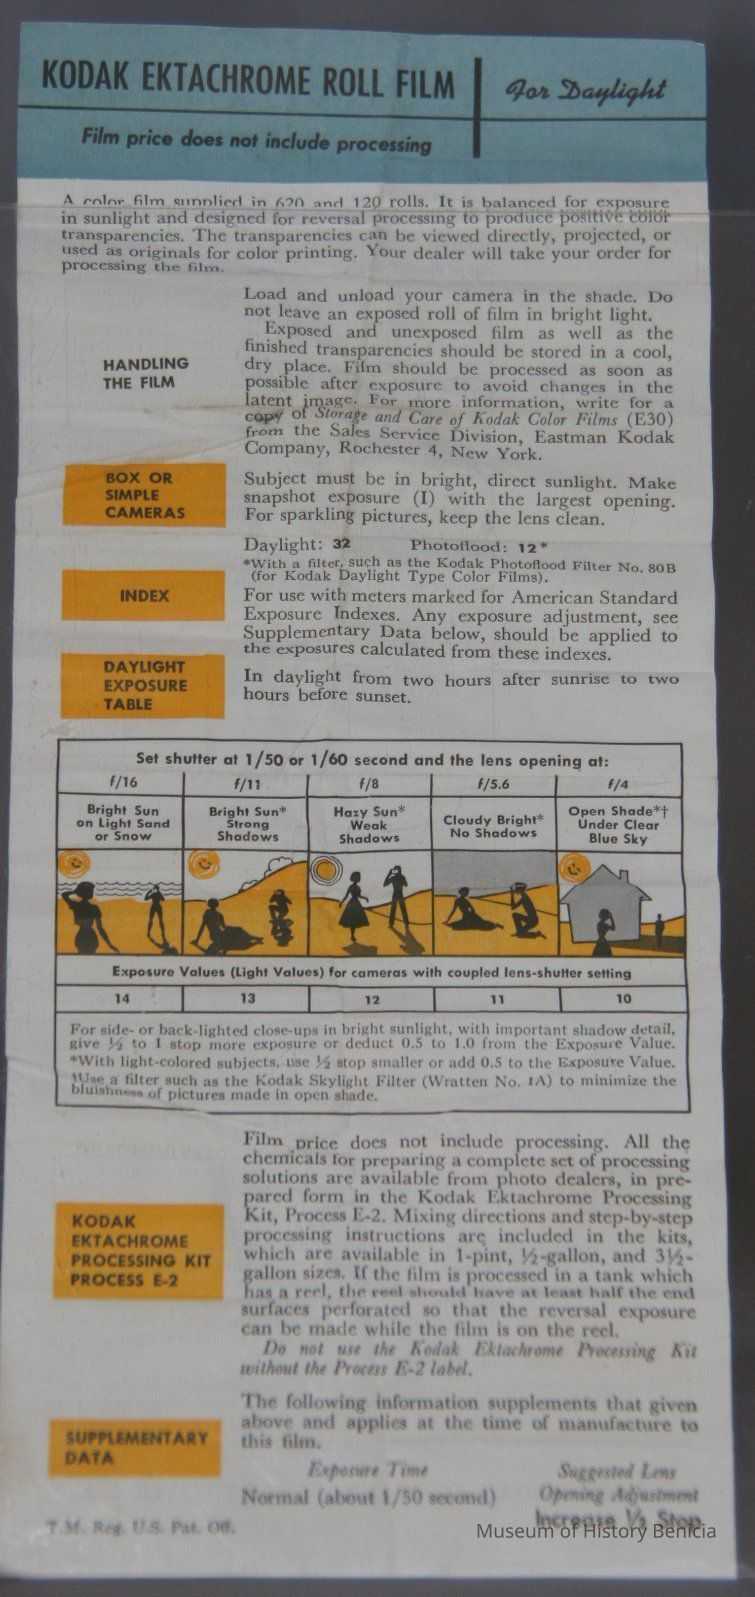 KODAK EKTACHROME ROLL FILM
For Daylight
Film price does not include processing
A color film supplied in 620 and 120 rolls. It is balanced for exposure
in sunlight and designed for reversal processing to produce positive color
transparencies. The transparencies can be viewed directly, projected, or
used as originals for color printing. Your dealer will take your order for
processing the film.
HANDLING
THE FILM
Load and unload your camera in the shade. Do
not leave an exposed roll of film in bright light.
Exposed and unexposed film as well as the
finished transparencies should be stored in a cool,
dry place. Film should be processed as soon as
possible after exposure to avoid changes in the
latent image. For more information, write for a
copy of Storage and Care of Kodak Color Films (E30)
from the Sales Service Division, Eastman Kodak
Company, Rochester 4, New York.
BOX OR
SIMPLE
CAMERAS
Subject must be in bright, direct sunlight. Make
snapshot exposure (I) with the largest opening.
For sparkling pictures, keep the lens clean.
INDEX
Daylight: 32 Photoflood: 12*
*With a filter, such as the Kodak Photoflood Filter No. 80B
(for Kodak Daylight Type Color Films).
For use with meters marked for American Standard
Exposure Indexes. Any exposure adjustment, see
Supplementary Data below, should be applied to
the exposures calculated from these indexes.
DAYLIGHT
EXPOSURE
TABLE
In daylight from two hours after sunrise to two
hours before sunset.
Set shutter at 1/50 or 1/60 second and the lens opening at:
f/16 f/11 f/8 f/5.6 f/4
Bright Sun
on Light Sand
or Snow
Bright Sun*
Strong
Shadows
Hazy Sun*
Weak
Shadows
Cloudy Bright*
No Shadows
Open Shade*†
Under Clear
Blue Sky
Exposure Values (Light Values) for cameras with coupled lens-shutter setting
14 13 12 11 10
For side- or back-lighted close-ups in bright sunlight, with important shadow detail,
give ½ to 1 stop more exposure or deduct 0.5 to 1.0 from the Exposure Value.
*With light-colored subjects, use ½ stop smaller or add 0.5 to the Exposure Value.
†Use a filter such as the Kodak Skylight Filter (Wratten No. 1A) to minimize the
bluishness of pictures made in open shade.
KODAK
EKTACHROME
PROCESSING KIT
PROCESS E-2
Film price does not include processing. All the
chemicals for preparing a complete set of processing
solutions are available from photo dealers, in pre-
pared form in the Kodak Ektachrome Processing
Kit, Process E-2. Mixing directions and step-by-step
processing instructions are included in the kits,
which are available in 1-pint, ½-gallon, and 3½-
gallon sizes. If the film is processed in a tank which
has a reel, the reel should have at least half the end
surfaces perforated so that the reversal exposure
can be made while the film is on the reel.
Do not use the Kodak Ektachrome Processing Kit
without the Process E-2 label.
SUPPLEMENTARY
DATA
The following information supplements that given
above and applies at the time of manufacture to
this film.
Exposure Time
Suggested Lens
Opening Adjustment
Normal (about 1/50 second)
Increase ½ Stop
T.M. Reg. U.S. Pat. Off.
Museum of History Benicia